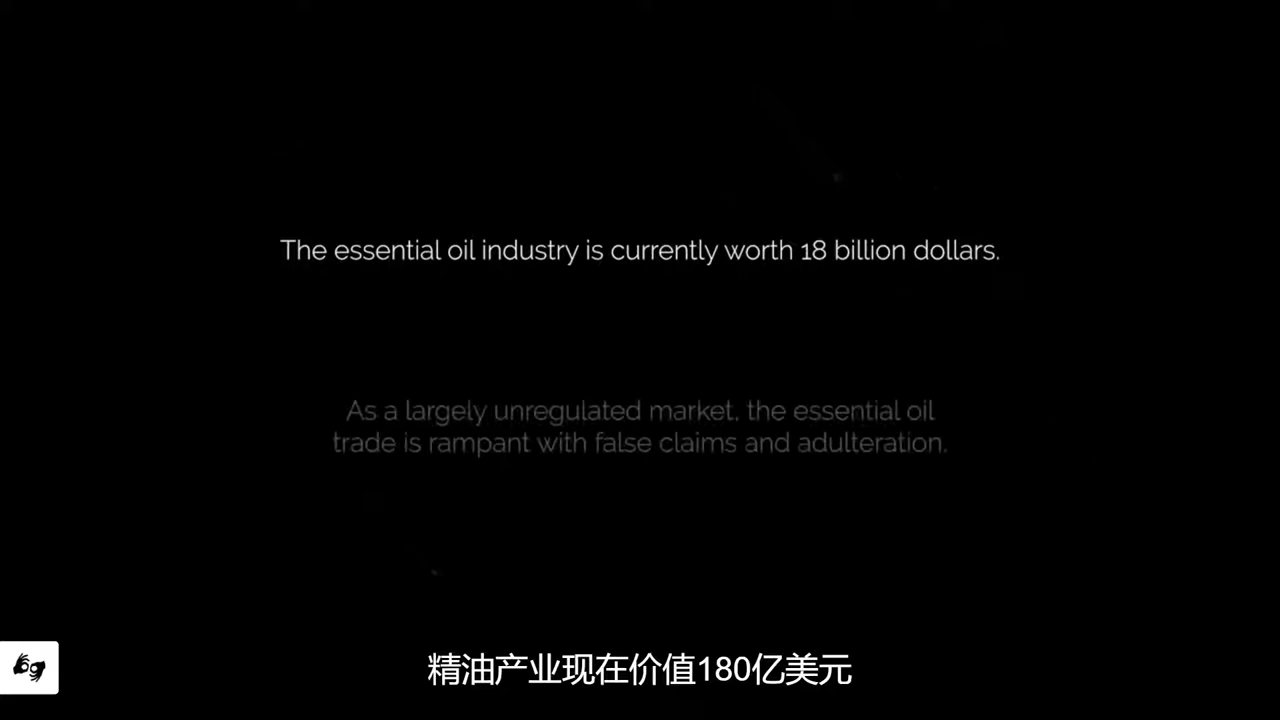 The essential oil industry is currently worth 18 billion dollars.
As a largely unregulated market, the essential oil
trade is rampant with false claims and adulteration.
精油产业现在价值180亿美元